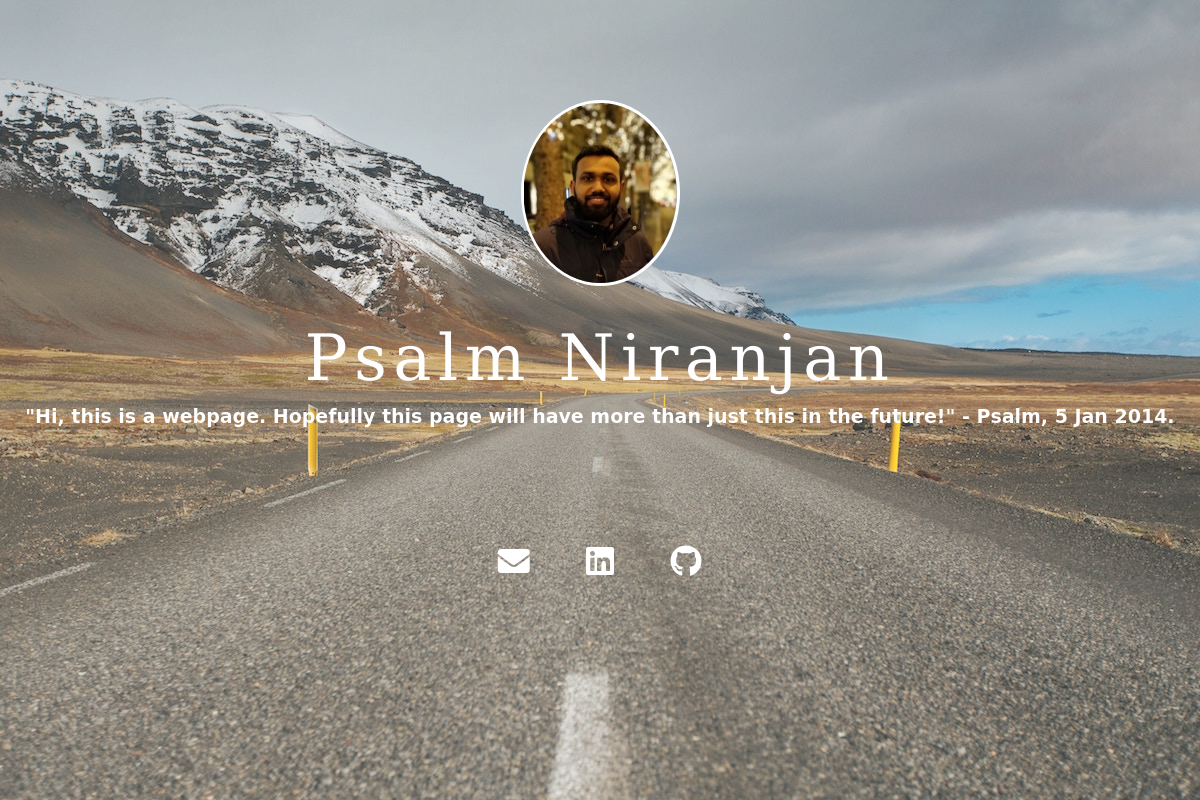 Psalm Niranjan
"Hi, this is a webpage. Hopefully this page will have more than just this in the future!" - Psalm, 5 Jan 2014.
in